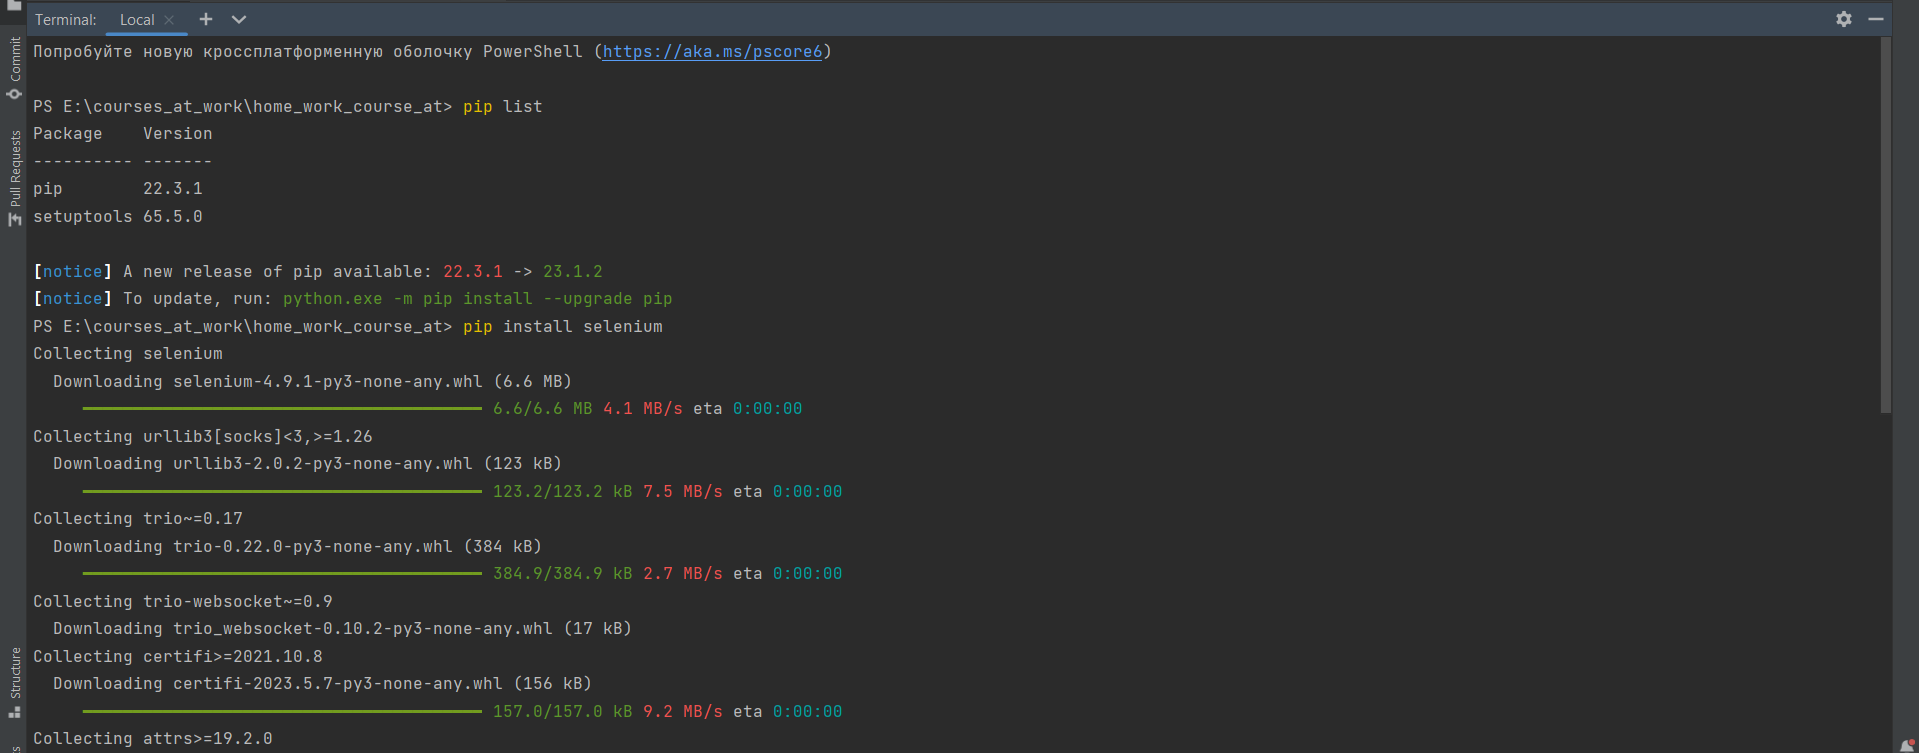 Terminal: Local
Commit
Pull Requests
Structure
Попробуйте новую кроссплатформенную оболочку PowerShell (https://aka.ms/pscore6)
PS E:\courses_at_work\home_work_course_at> pip list
Package    Version
---------- -------
pip        22.3.1
setuptools 65.5.0
[notice] A new release of pip available: 22.3.1 -> 23.1.2
[notice] To update, run: python.exe -m pip install --upgrade pip
PS E:\courses_at_work\home_work_course_at> pip install selenium
Collecting selenium
  Downloading selenium-4.9.1-py3-none-any.whl (6.6 MB)
     ---------------------------------------- 6.6/6.6 MB 4.1 MB/s eta 0:00:00
Collecting urllib3[socks]<3,>=1.26
  Downloading urllib3-2.0.2-py3-none-any.whl (123 kB)
     ---------------------------------------- 123.2/123.2 kB 7.5 MB/s eta 0:00:00
Collecting trio~=0.17
  Downloading trio-0.22.0-py3-none-any.whl (384 kB)
     ---------------------------------------- 384.9/384.9 kB 2.7 MB/s eta 0:00:00
Collecting trio-websocket~=0.9
  Downloading trio_websocket-0.10.2-py3-none-any.whl (17 kB)
Collecting certifi>=2021.10.8
  Downloading certifi-2023.5.7-py3-none-any.whl (156 kB)
     ---------------------------------------- 157.0/157.0 kB 9.2 MB/s eta 0:00:00
Collecting attrs>=19.2.0